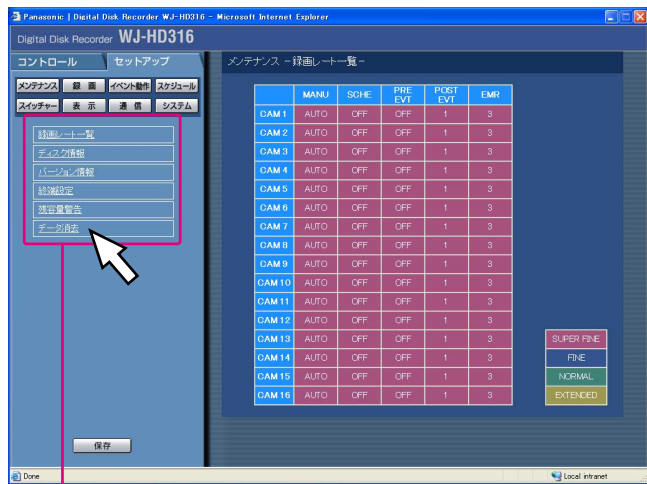 Panasonic | Digital Disk Recorder WJ-HD316 - Microsoft Internet Explorer
Digital Disk Recorder WJ-HD316
コントロール セットアップ
メンテナンス －録画レート一覧－
メンテナンス 録 画 イベント動作 スケジュール
スイッチャー 表 示 通 信 システム
録画レート一覧
ディスク情報
バージョン情報
終端設定
残容量警告
データ消去
MANU SCHE PRE EVT POST EVT EMR
CAM 1 AUTO OFF OFF 1 3
CAM 2 AUTO OFF OFF 1 3
CAM 3 AUTO OFF OFF 1 3
CAM 4 AUTO OFF OFF 1 3
CAM 5 AUTO OFF OFF 1 3
CAM 6 AUTO OFF OFF 1 3
CAM 7 AUTO OFF OFF 1 3
CAM 8 AUTO OFF OFF 1 3
CAM 9 AUTO OFF OFF 1 3
CAM 10 AUTO OFF OFF 1 3
CAM 11 AUTO OFF OFF 1 3
CAM 12 AUTO OFF OFF 1 3
CAM 13 AUTO OFF OFF 1 3
CAM 14 AUTO OFF OFF 1 3
CAM 15 AUTO OFF OFF 1 3
CAM 16 AUTO OFF OFF 1 3
SUPER FINE
FINE
NORMAL
EXTENDED
保存
Done
Local intranet